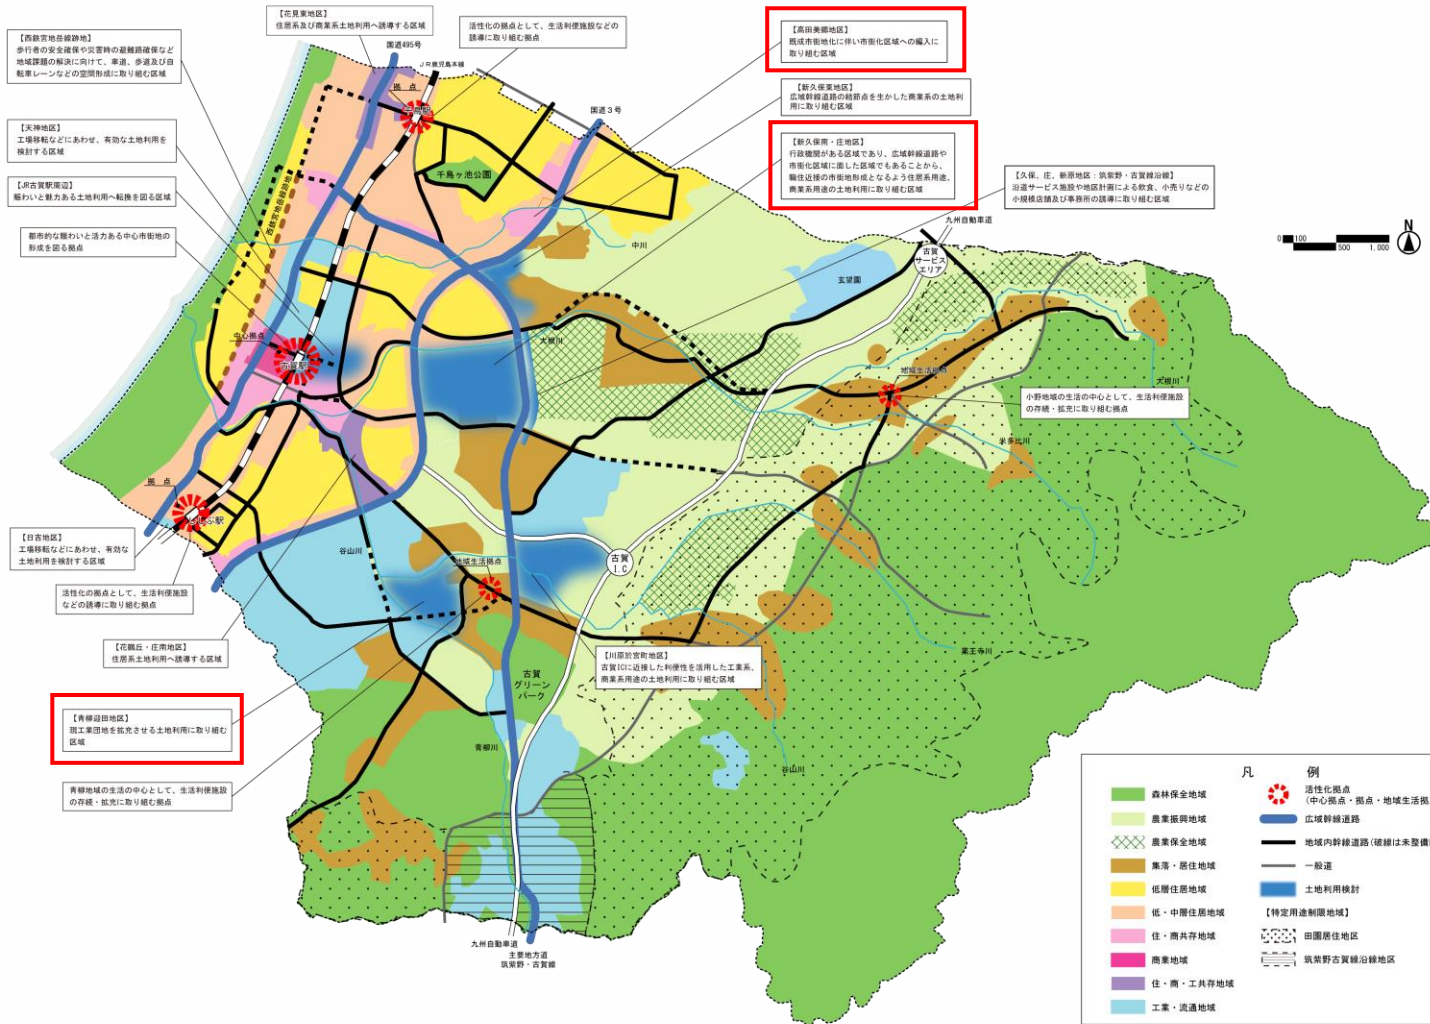 【花見東地区】
住居系及び商業系土地利用へ誘導する区域
活性化の拠点として、生活利便施設などの
誘導に取り組む拠点
【高田美郷地区】
既成市街地化に伴い市街化区域への編入に
取り組む区域
【西鉄宮地岳線跡地】
歩行者の安全確保や災害時の避難路確保など
地域課題の解決に向けて、車道、歩道及び自
転車レーンなどの空間形成に取り組む区域
国道495号
JR鹿児島本線
【新久保東地区】
広域幹線道路の結節点を生かした商業系の土地利
用に取り組む区域
拠 点
千鳥駅
国道3号
【天神地区】
工場移転などにあわせ、有効な土地利用を
検討する区域
【新久保南・庄地区】
行政機関がある区域であり、広域幹線道路や
市街化区域に面した区域でもあることから、
職住近接の市街地形成となるよう住居系用途、
商業系用途の土地利用に取り組む区域
千鳥ヶ池公園
【久保、庄、新原地区：筑紫野・古賀線沿線】
沿道サービス施設や地区計画による飲食、小売りなどの
小規模店舗及び事務所の誘導に取り組む区域
【JR古賀駅周辺】
賑わいと魅力ある土地利用へ転換を図る区域
西鉄宮地岳線跡地
都市的な賑わいと活力ある中心市街地の
形成を図る拠点
中川
九州自動車道
古賀
サービス
エリア
玄望園
0 100 500 1,000
N
中心拠点
古賀駅
大根川
地域生活拠点
大根川
小野地域の生活の中心として、生活利便施設
の存続・拡充に取り組む拠点
米多比川
拠 点
ししぶ駅
【日吉地区】
工場移転などにあわせ、有効な
土地利用を検討する区域
谷山川
地域生活拠点
古賀
I.C
活性化の拠点として、生活利便施設
などの誘導に取り組む拠点
【花鶴丘・庄南地区】
住居系土地利用へ誘導する区域
【川原於宮町地区】
古賀ICに近接した利便性を活用した工業系、
商業系用途の土地利用に取り組む区域
薬王寺川
古賀
グリーン
パーク
【青柳迎田地区】
現工業団地を拡充させる土地利用に取り組む
区域
青柳川
谷山川
青柳地域の生活の中心として、生活利便施設
の存続・拡充に取り組む拠点
九州自動車道
主要地方道
筑紫野・古賀線
凡 例
森林保全地域
農業振興地域
農業保全地域
集落・居住地域
低層住居地域
低・中層住居地域
住・商共存地域
商業地域
住・商・工共存地域
工業・流通地域
活性化拠点
（中心拠点・拠点・地域生活拠
広域幹線道路
地域内幹線道路（破線は未整備
一般道
土地利用検討
【特定用途制限地域】
田園居住地区
筑紫野古賀線沿線地区